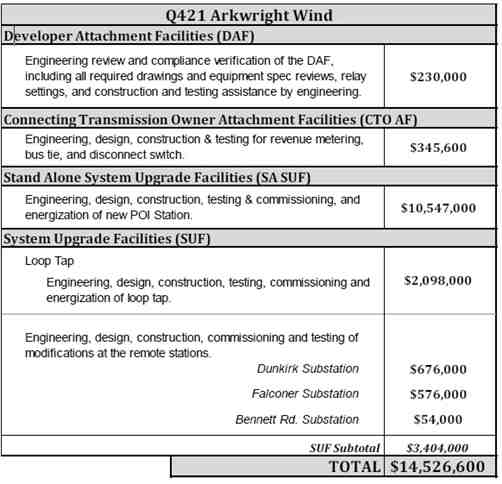 Q421 Arkwright Wind
Developer Attachment Facilities (DAF)
Engineering review and compliance verification of the DAF,
including all required drawings and equipment spec reviews, relay
settings, and construction and testing assistance by engineering.
$230,000
Connecting Transmission Owner Attachment Facilities (CTO AF)
Engineering, design, construction & testing for revenue metering,
bus tie, and disconnect switch.
$345,600
Stand Alone System Upgrade Facilities (SA SUF)
Engineering, design, construction, testing & commissioning, and
energization of new POI Station.
$10,547,000
System Upgrade Facilities (SUF)
Loop Tap
Engineering, design, construction, testing, commissioning and
energization of loop tap.
$2,098,000
Engineering, design, construction, commissioning and testing of
modifications at the remote stations.
Dunkirk Substation $676,000
Falconer Substation $576,000
Bennett Rd. Substation $54,000
SUF Subtotal $3,404,000
TOTAL $14,526,600